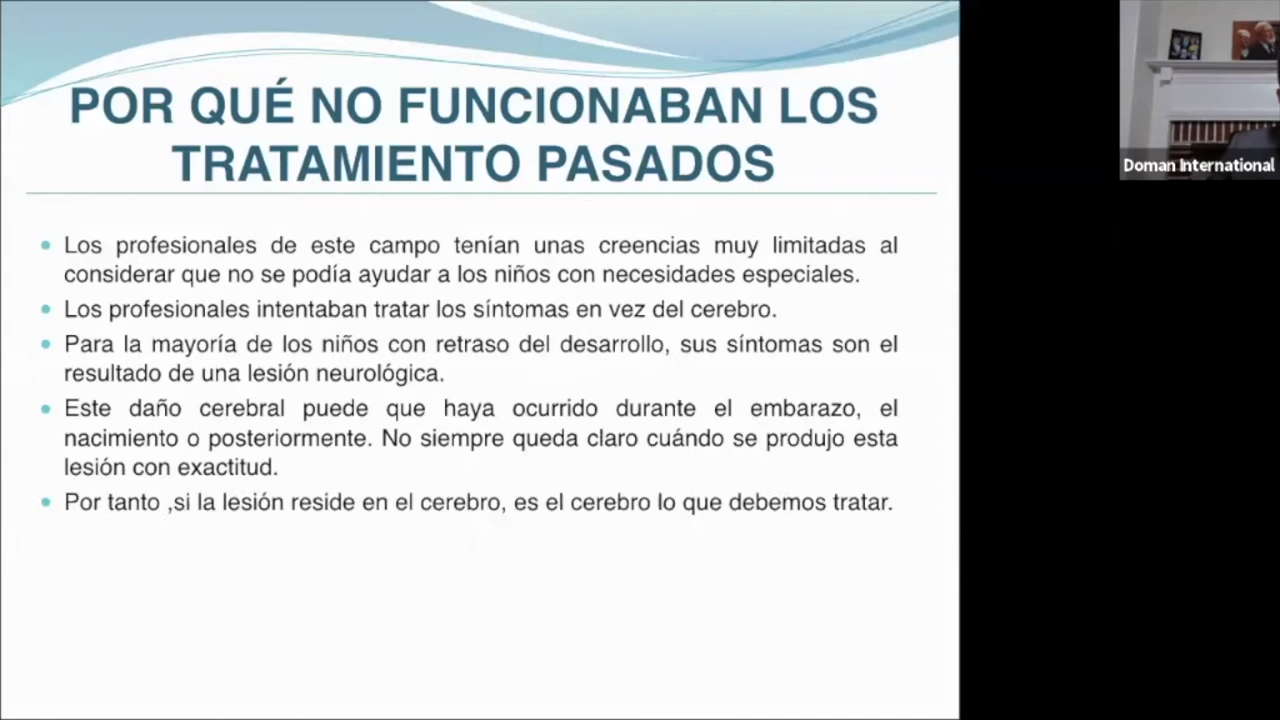 POR QUÉ NO FUNCIONABAN LOS
TRATAMIENTO PASADOS
• Los profesionales de este campo tenían unas creencias muy limitadas al
considerar que no se podía ayudar a los niños con necesidades especiales.
• Los profesionales intentaban tratar los síntomas en vez del cerebro.
• Para la mayoría de los niños con retraso del desarrollo, sus síntomas son el
resultado de una lesión neurológica.
• Este daño cerebral puede que haya ocurrido durante el embarazo, el
nacimiento o posteriormente. No siempre queda claro cuándo se produjo esta
lesión con exactitud.
• Por tanto ,si la lesión reside en el cerebro, es el cerebro lo que debemos tratar.
Doman International